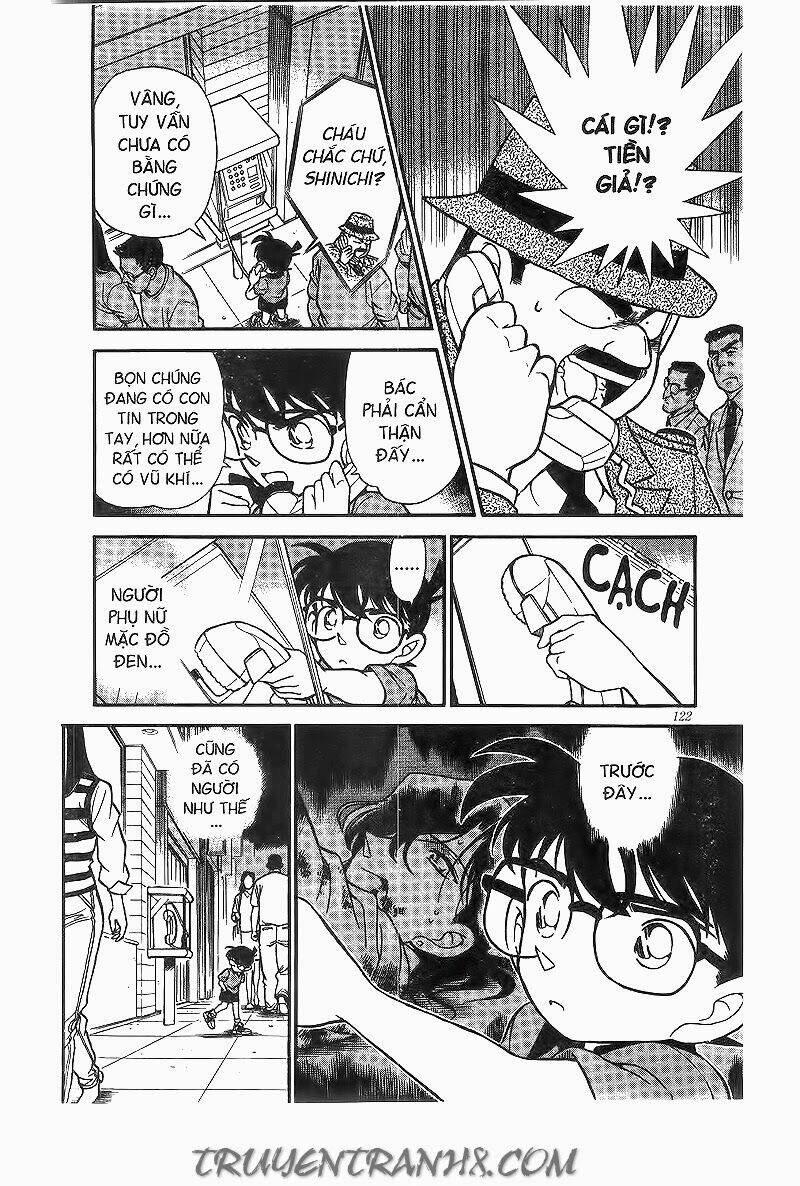 CÁI GÌ!?
TIỀN
GIẢ!?
CHÁU
CHẮC CHỨ,
SHINICHI?
VÂNG,
TUY VẪN
CHƯA CÓ
BẰNG
CHỨNG
GÌ...
BÁC
PHẢI CẨN
THẬN
ĐẤY...
BỌN CHÚNG
ĐANG CÓ CON
TIN TRONG
TAY, HƠN NỮA
RẤT CÓ THỂ
CÓ VŨ KHÍ...
CẠCH
......
NGƯỜI
PHỤ NỮ
MẶC ĐỒ
ĐEN...
122
TRƯỚC
ĐÂY...
CŨNG
ĐÃ CÓ
NGƯỜI
NHƯ THẾ
...
TRUYENTRANH8.COM